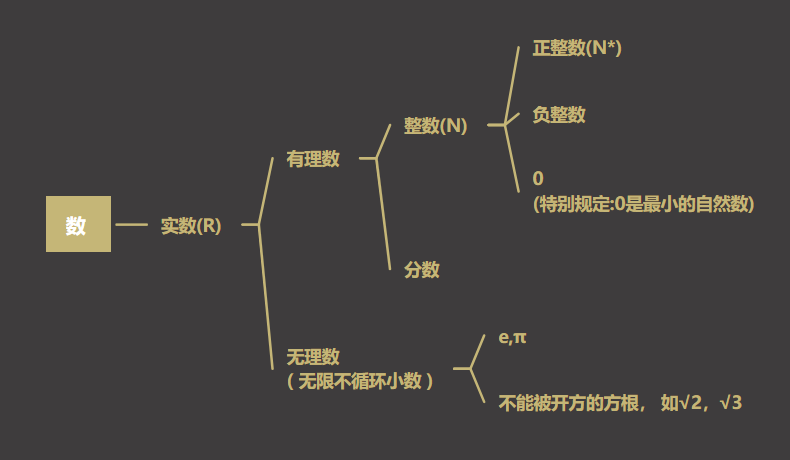 数
实数(R)
有理数
整数(N)
正整数(N*)
负整数
0
(特别规定:0是最小的自然数)
分数
无理数
( 无限不循环小数 )
e,π
不能被开方的方根， 如√2，√3